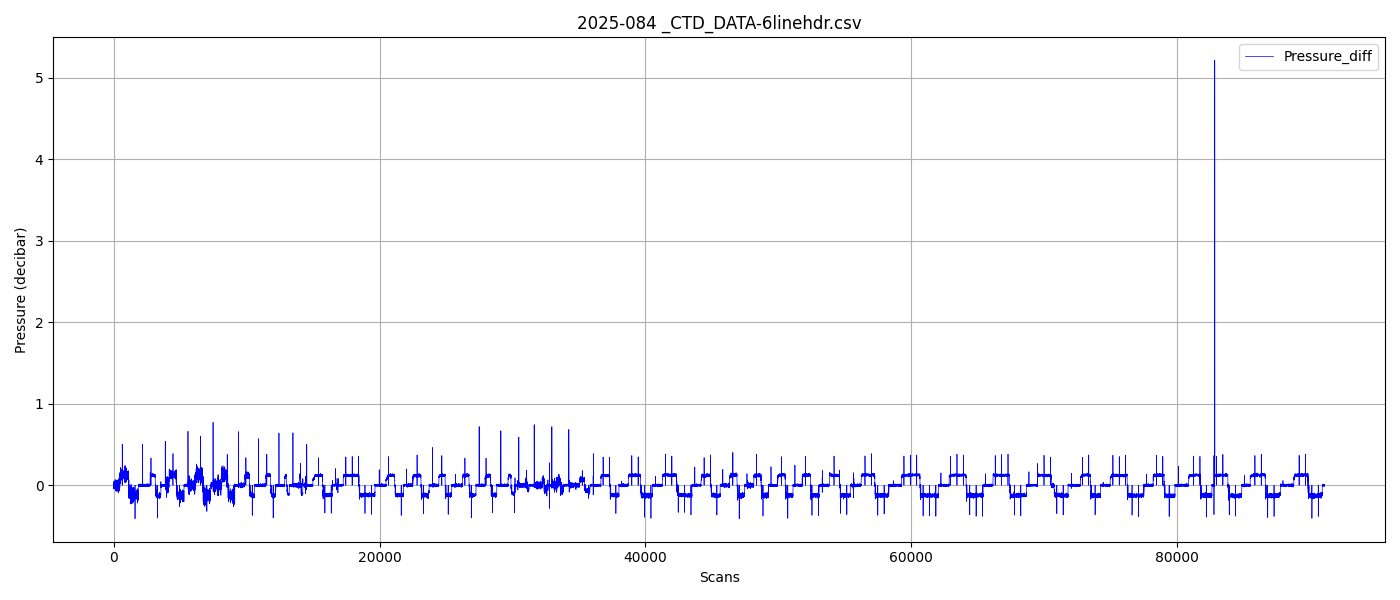 2025-084 _CTD_DATA-6linehdr.csv
Pressure_diff
5
4
3
2
1
0
Pressure (decibar)
0 20000 40000 60000 80000
Scans